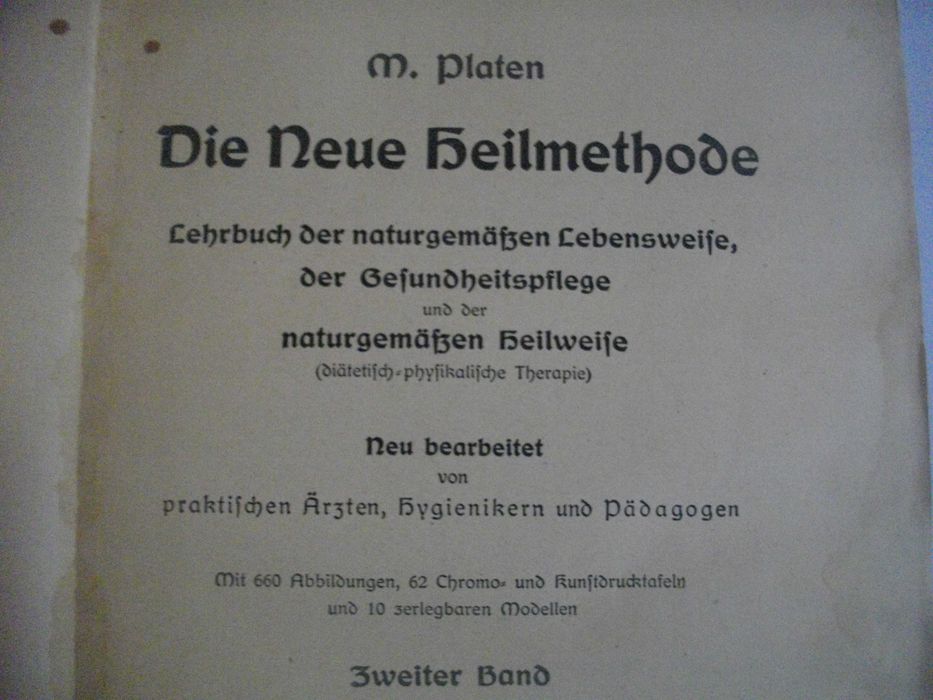 M. Platen
Die Neue Heilmethode
Lehrbuch der naturgemäßen Lebensweiſe,
der Geſundheitspflege
und der
naturgemäßen Heilweiſe
(diätetiſch-phyſikaliſche Therapie)
Neu bearbeitet
von
praktiſchen Ärzten, Hygienikern und Pädagogen
Mit 660 Abbildungen, 62 Chromo- und Kunſtdrucktafeln
und 10 zerlegbaren Modellen
Zweiter Band